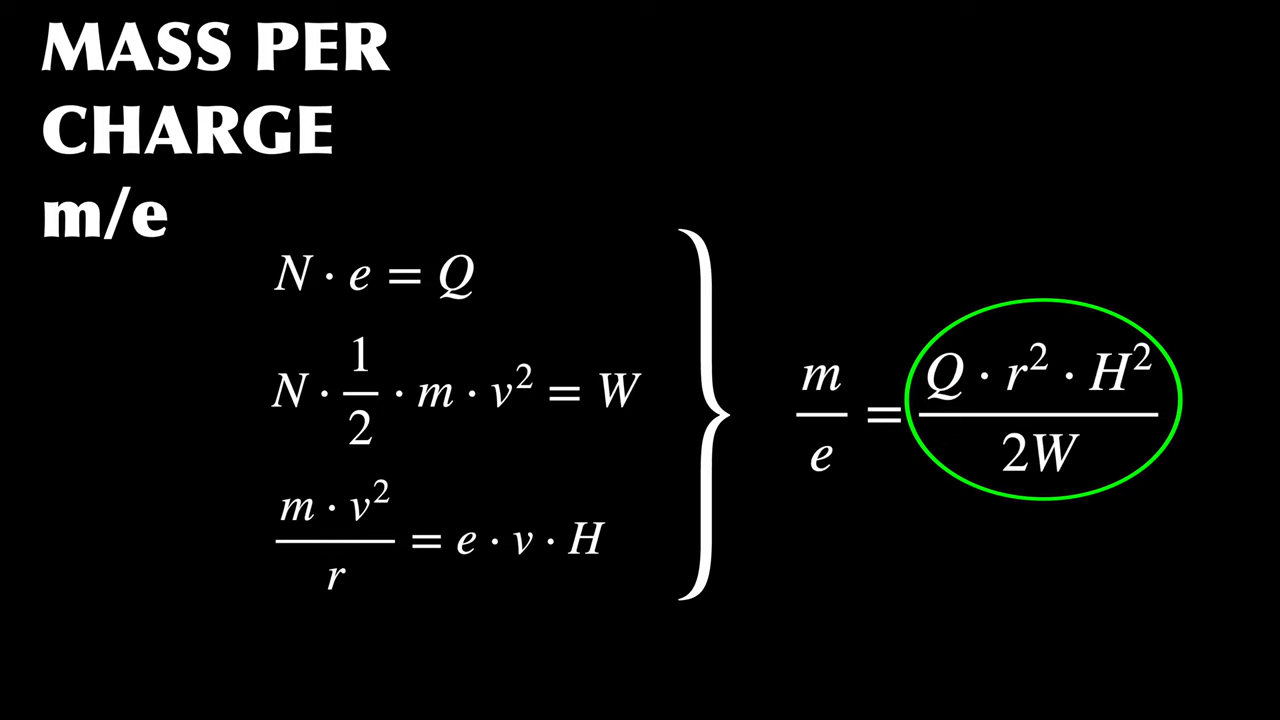 MASS PER
CHARGE
m/e
N · e = Q
N · 1/2 · m · v² = W
m · v²/r = e · v · H
m/e = Q · r² · H²/2W